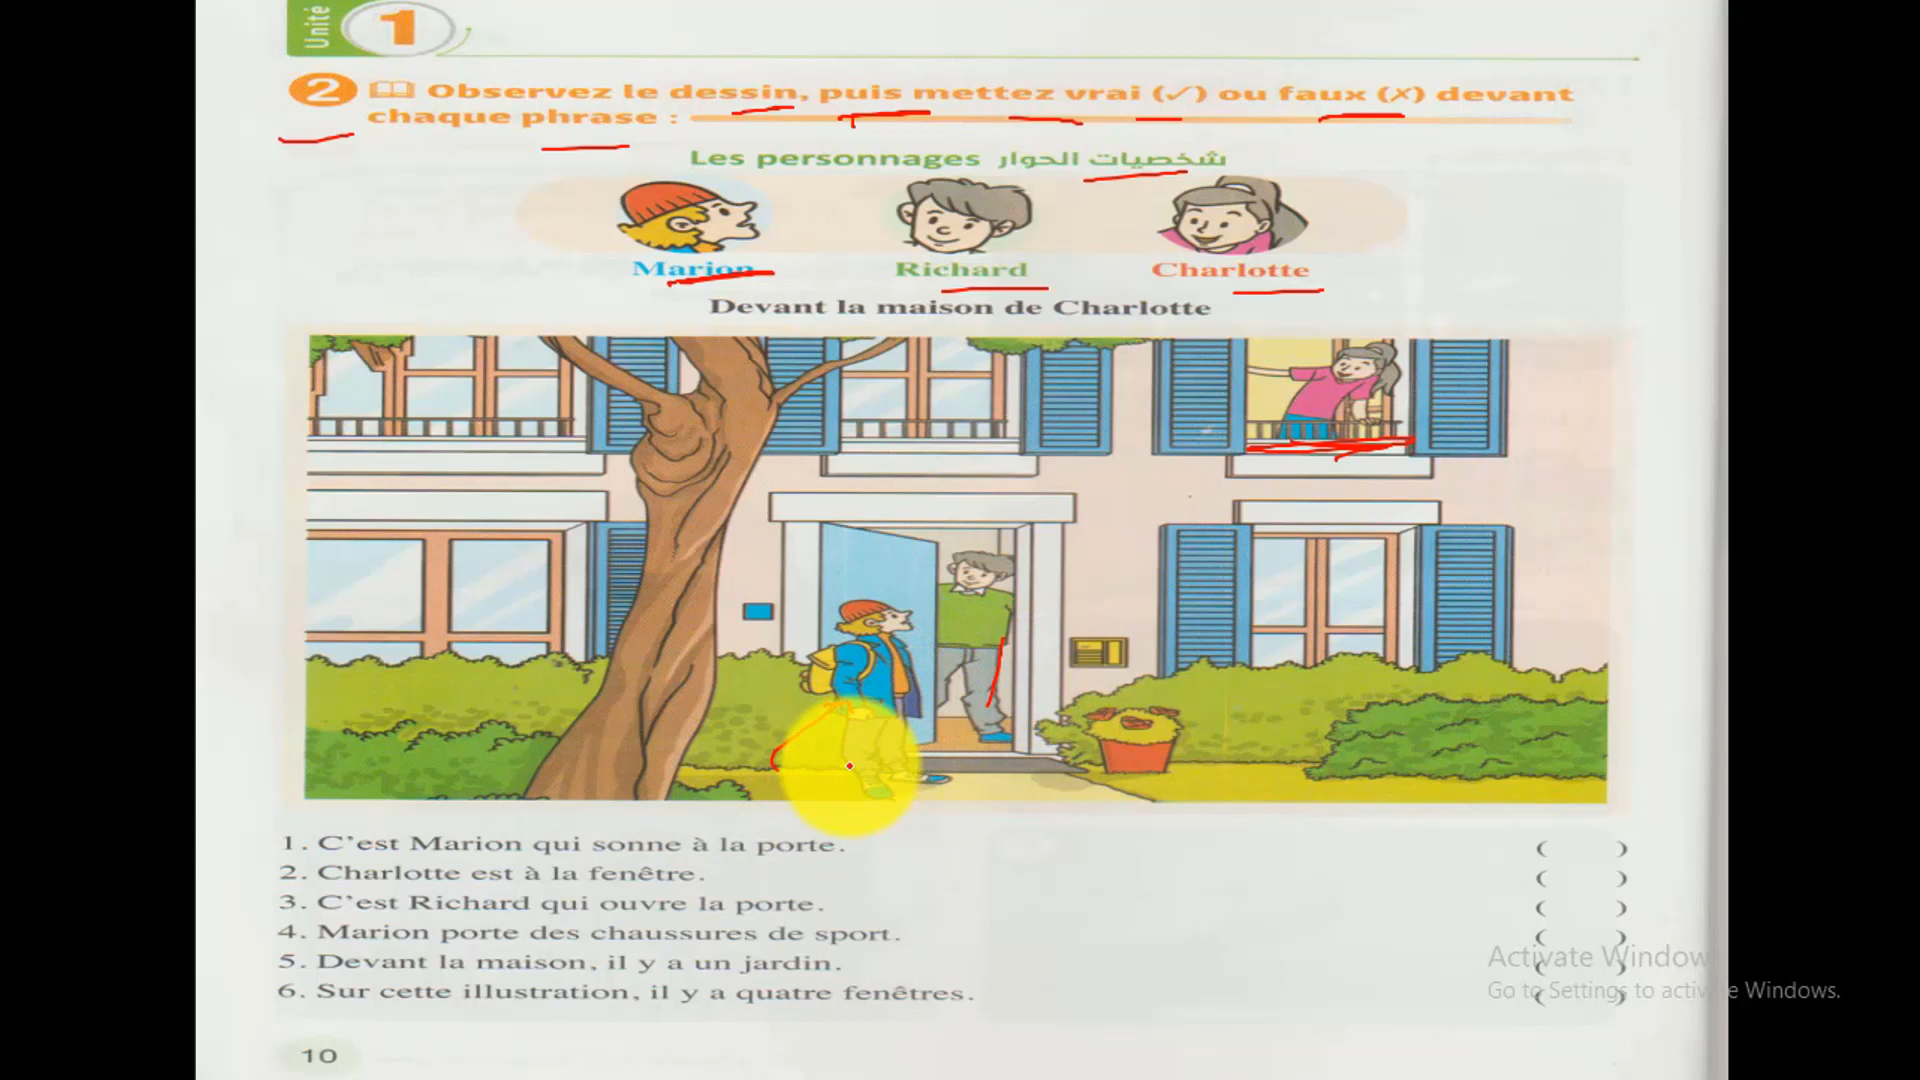 Unité
1
2 Observez le dessin, puis mettez vrai (✓) ou faux (✗) devant
chaque phrase :
Les personnages شخصيات الحوار
Marion Richard Charlotte
Devant la maison de Charlotte
1. C’est Marion qui sonne à la porte. ( )
2. Charlotte est à la fenêtre. ( )
3. C’est Richard qui ouvre la porte. ( )
4. Marion porte des chaussures de sport. ( )
5. Devant la maison, il y a un jardin. ( )
6. Sur cette illustration, il y a quatre fenêtres. ( )
Activate Window
Go to Settings to activate Windows.
10